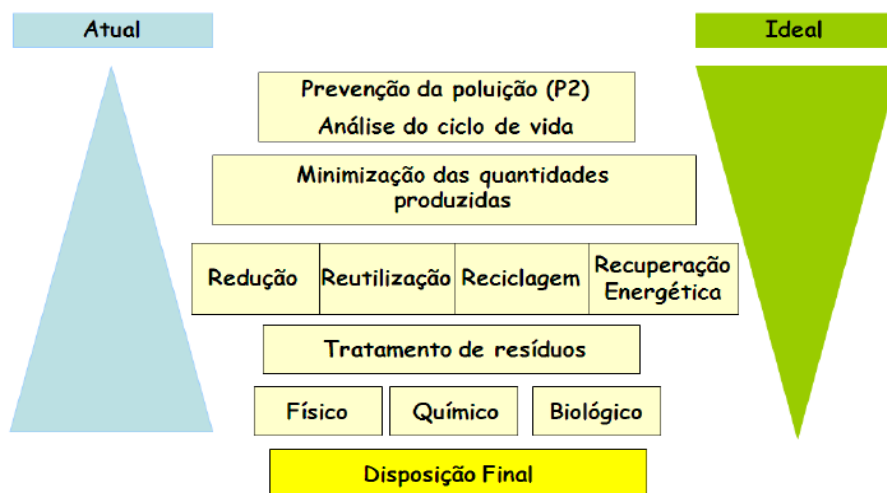 Atual
Ideal
Prevenção da poluição (P2)
Análise do ciclo de vida
Minimização das quantidades
produzidas
Redução
Reutilização
Reciclagem
Recuperação
Energética
Tratamento de resíduos
Físico
Químico
Biológico
Disposição Final